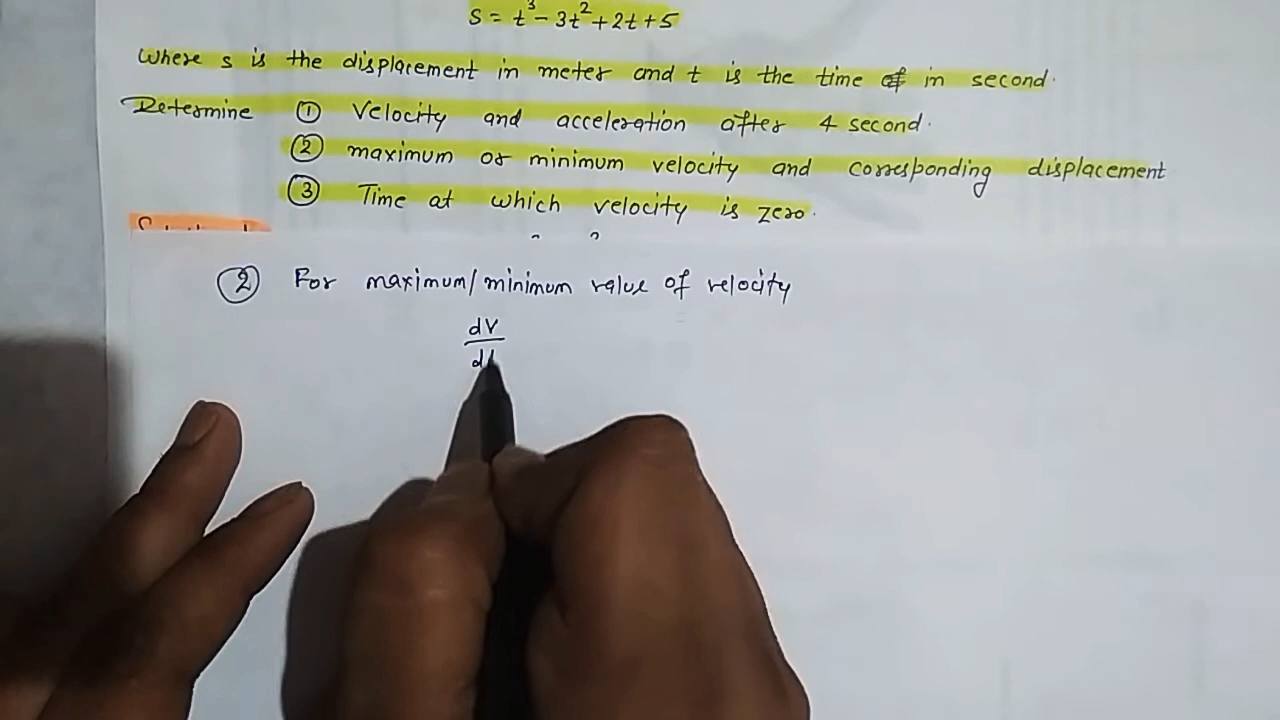 S = t³ - 3t² + 2t + 5
Where s is the displacement in meter and t is the time in second.
Determine ① Velocity and acceleration after 4 second.
② maximum or minimum velocity and corresponding displacement
③ Time at which velocity is zero.
② For maximum/minimum value of velocity
dV